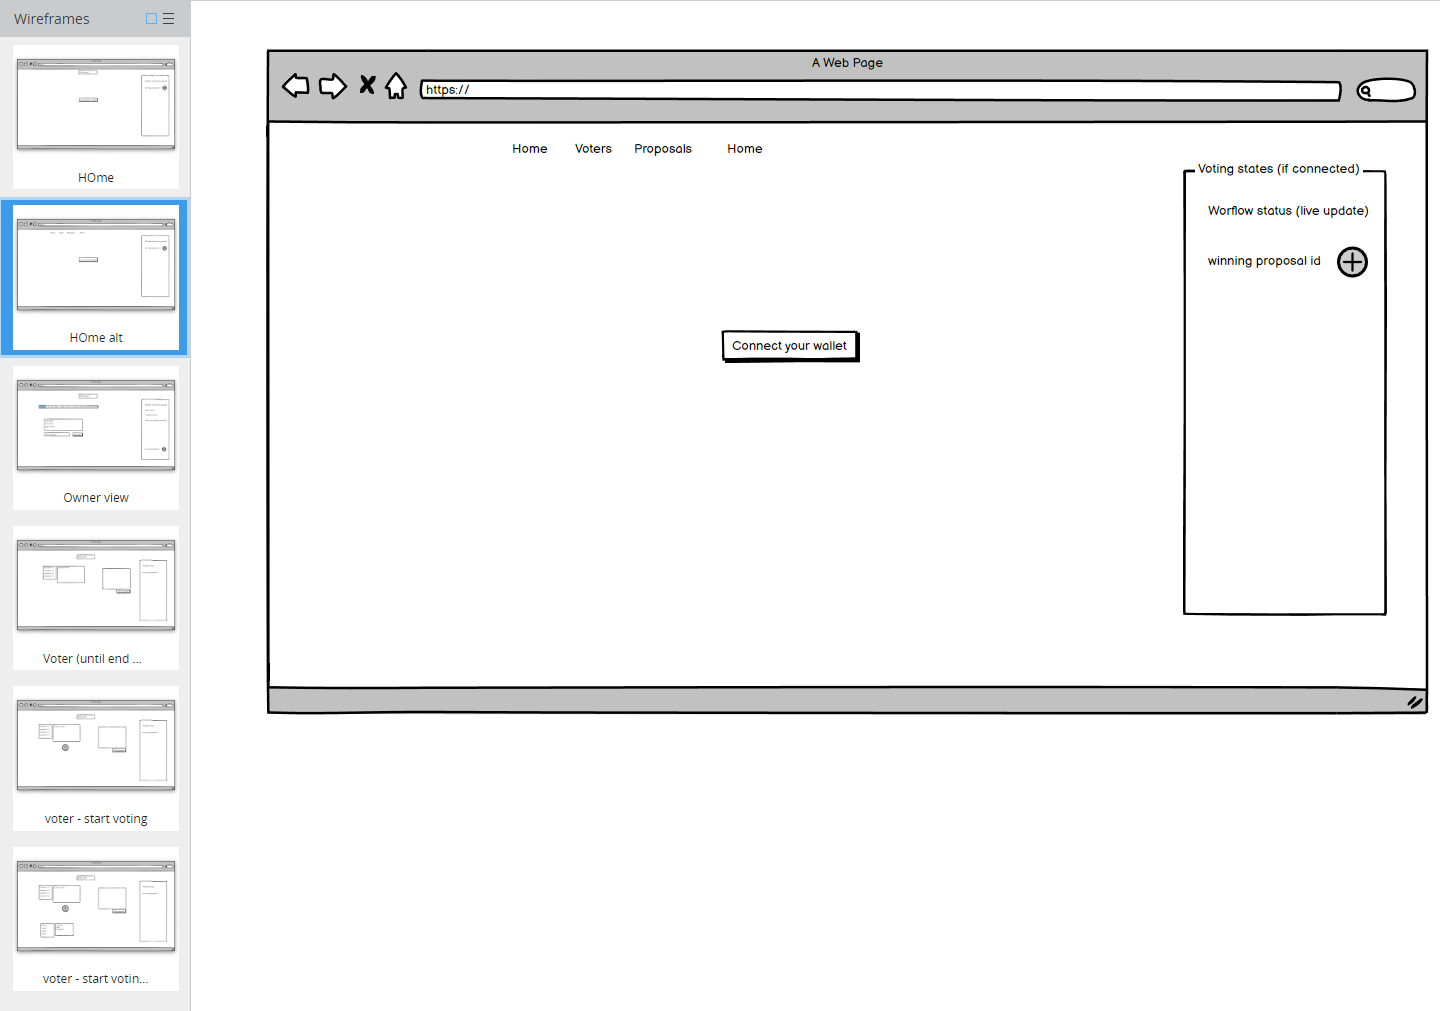 Wireframes
HOme
HOme alt
Owner view
Voter (until end ...
voter - start voting
voter - start votin...
A Web Page
https://
Home Voters Proposals Home
Voting states (if connected)
Worflow status (live update)
winning proposal id
Connect your wallet